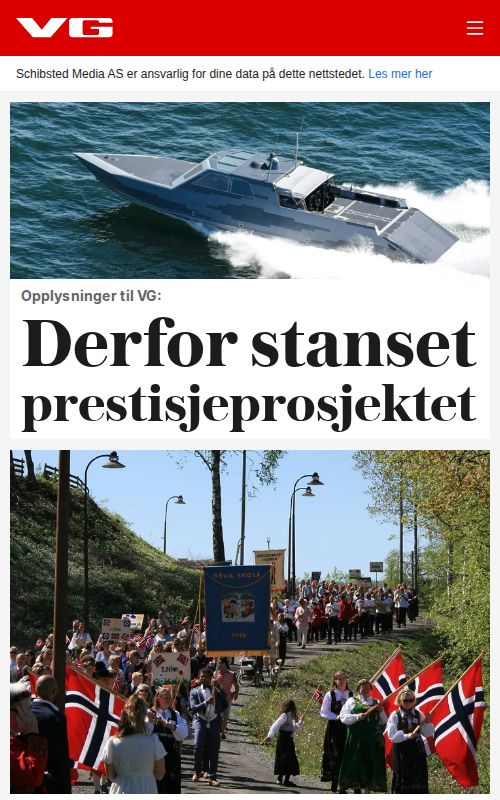 VG
Schibsted Media AS er ansvarlig for dine data på dette nettstedet. Les mer her
Opplysninger til VG:
Derfor stanset
prestisjeprosjektet
GRUA SKOLE